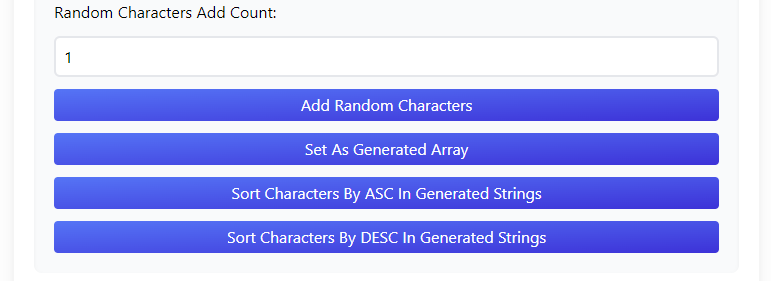 Random Characters Add Count:
1
Add Random Characters
Set As Generated Array
Sort Characters By ASC In Generated Strings
Sort Characters By DESC In Generated Strings